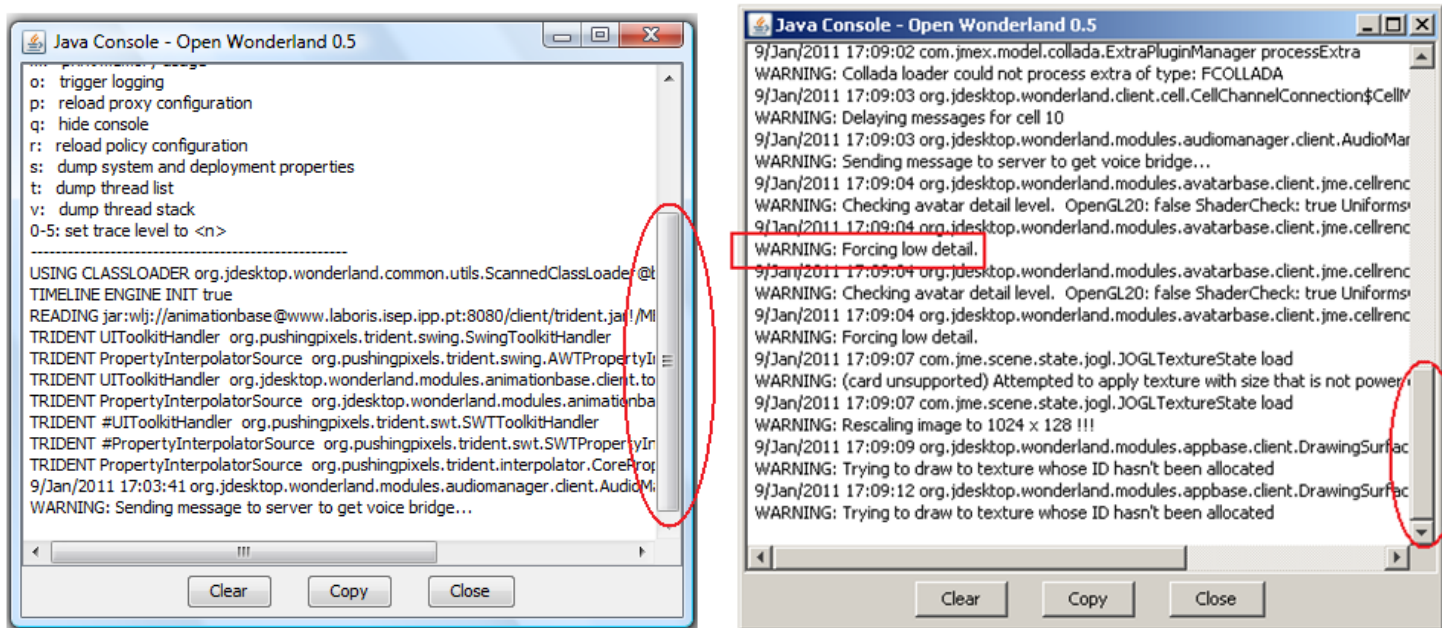 Java Console - Open Wonderland 0.5
o: trigger logging
p: reload proxy configuration
q: hide console
r: reload policy configuration
s: dump system and deployment properties
t: dump thread list
v: dump thread stack
0-5: set trace level to <n>
----------------------------------------------------
USING CLASSLOADER org.jdesktop.wonderland.common.utils.ScannedClassLoader@b
TIMELINE ENGINE INIT true
READING jar:wlj://animationbase@www.laboris.isep.ipp.pt:8080/client/trident.jar!/M
TRIDENT UIToolkitHandler org.pushingpixels.trident.swing.SwingToolkitHandler
TRIDENT PropertyInterpolatorSource org.pushingpixels.trident.swing.AWTPropertyI
TRIDENT UIToolkitHandler org.jdesktop.wonderland.modules.animationbase.client.to
TRIDENT PropertyInterpolatorSource org.jdesktop.wonderland.modules.animationba
TRIDENT #UIToolkitHandler org.pushingpixels.trident.swt.SWTToolkitHandler
TRIDENT #PropertyInterpolatorSource org.pushingpixels.trident.swt.SWTPropertyIn
TRIDENT PropertyInterpolatorSource org.pushingpixels.trident.interpolator.CoreProp
9/Jan/2011 17:03:41 org.jdesktop.wonderland.modules.audiomanager.client.AudioMa
WARNING: Sending message to server to get voice bridge...
Clear Copy Close
Java Console - Open Wonderland 0.5
9/Jan/2011 17:09:02 com.jmex.model.collada.ExtraPluginManager processExtra
WARNING: Collada loader could not process extra of type: FCOLLADA
9/Jan/2011 17:09:03 org.jdesktop.wonderland.client.cell.CellChannelConnection$CellM
WARNING: Delaying messages for cell 10
9/Jan/2011 17:09:03 org.jdesktop.wonderland.modules.audiomanager.client.AudioMar
WARNING: Sending message to server to get voice bridge...
9/Jan/2011 17:09:04 org.jdesktop.wonderland.modules.avatarbase.client.jme.cellrenc
WARNING: Checking avatar detail level. OpenGL20: false ShaderCheck: true Uniforms
9/Jan/2011 17:09:04 org.jdesktop.wonderland.modules.avatarbase.client.jme.cellrenc
WARNING: Forcing low detail.
9/Jan/2011 17:09:04 org.jdesktop.wonderland.modules.avatarbase.client.jme.cellrenc
WARNING: Checking avatar detail level. OpenGL20: false ShaderCheck: true Uniforms
9/Jan/2011 17:09:04 org.jdesktop.wonderland.modules.avatarbase.client.jme.cellrenc
WARNING: Forcing low detail.
9/Jan/2011 17:09:07 com.jme.scene.state.jogl.JOGLTextureState load
WARNING: (card unsupported) Attempted to apply texture with size that is not power
9/Jan/2011 17:09:07 com.jme.scene.state.jogl.JOGLTextureState load
WARNING: Rescaling image to 1024 x 128 !!!
9/Jan/2011 17:09:09 org.jdesktop.wonderland.modules.appbase.client.DrawingSurfac
WARNING: Trying to draw to texture whose ID hasn't been allocated
9/Jan/2011 17:09:12 org.jdesktop.wonderland.modules.appbase.client.DrawingSurfac
WARNING: Trying to draw to texture whose ID hasn't been allocated
Clear Copy Close